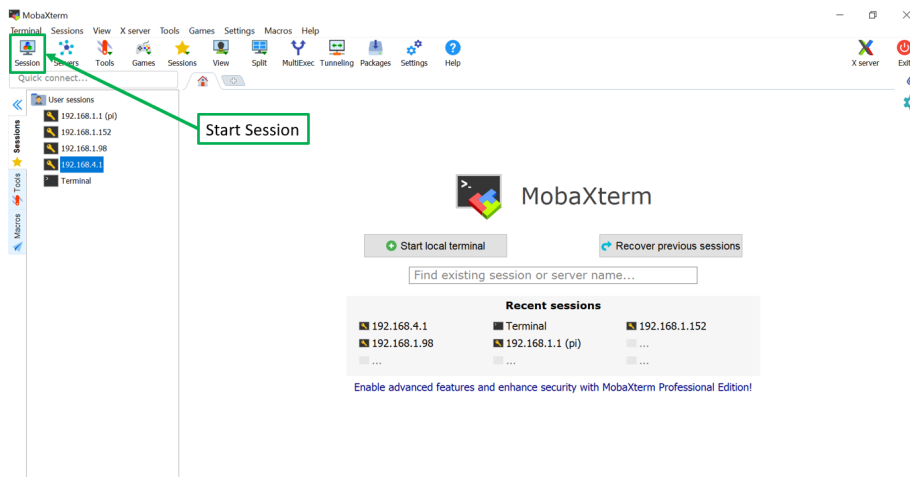 MobaXterm
Terminal Sessions View X server Tools Games Settings Macros Help
Session Servers Tools Games Sessions View Split MultiExec Tunneling Packages Settings Help X server Exit
Quick connect...
User sessions
192.168.1.1 (pi)
192.168.1.152
192.168.1.98
192.168.4.1
Terminal
Sessions
Tools
Macros
Start Session
>_
MobaXterm
Start local terminal Recover previous sessions
Find existing session or server name...
Recent sessions
192.168.4.1 Terminal 192.168.1.152
192.168.1.98 192.168.1.1 (pi) ...
... ... ...
Enable advanced features and enhance security with MobaXterm Professional Edition!